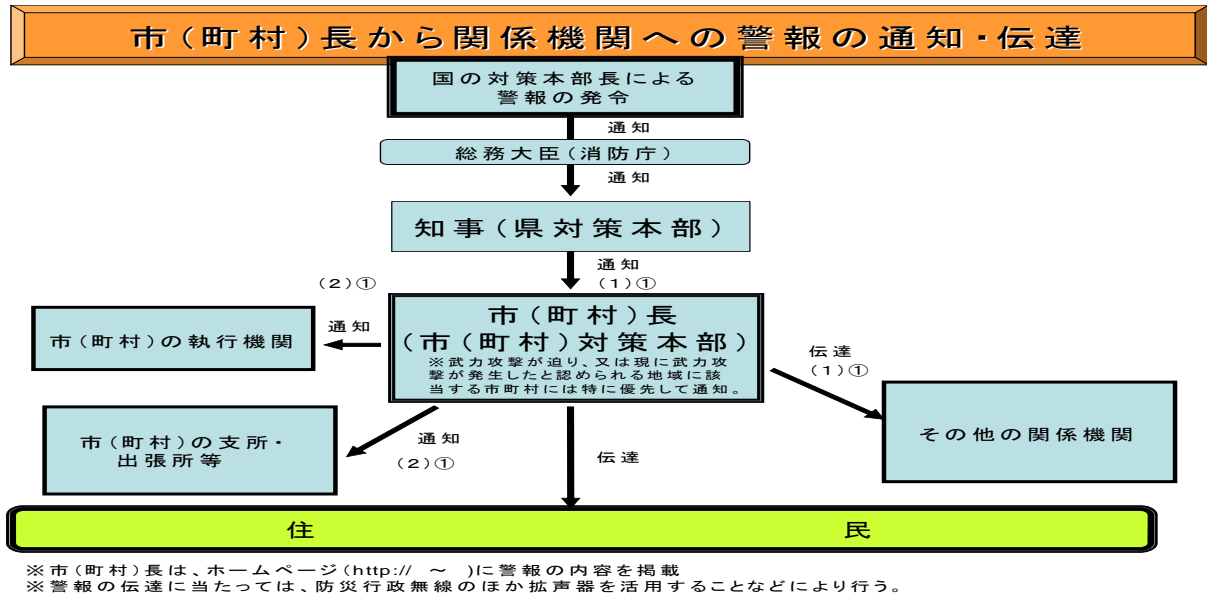 市(町村)長から関係機関への警報の通知・伝達
国の対策本部長による
警報の発令
通知
総務大臣(消防庁)
通知
知事(県対策本部)
通知
(1)①
(2)①
市(町村)長
(市(町村)対策本部)
※武力攻撃が迫り、又は現に武力攻
撃が発生したと認められる地域に該
当する市町村には特に優先して通知。
通知
市(町村)の執行機関
伝達
(1)①
市(町村)の支所・
出張所等
通知
(2)①
伝達
その他の関係機関
住 民
※市(町村)長は、ホームページ(http:// ～ )に警報の内容を掲載
※警報の伝達に当たっては、防災行政無線のほか拡声器を活用することなどにより行う。